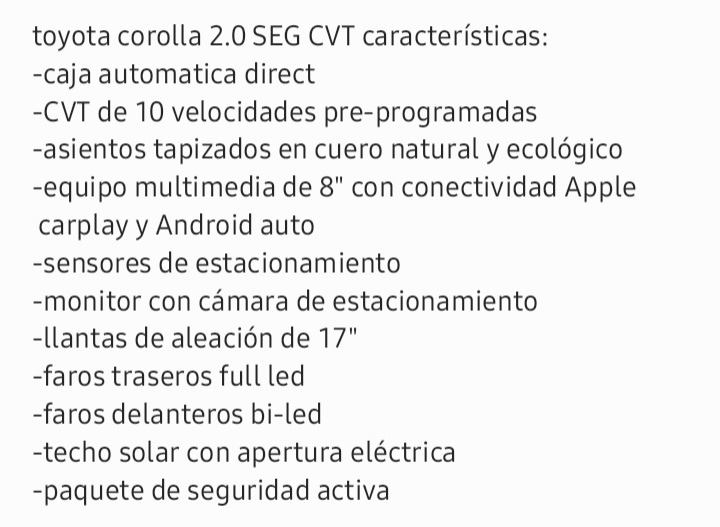 toyota corolla 2.0 SEG CVT características:
-caja automatica direct
-CVT de 10 velocidades pre-programadas
-asientos tapizados en cuero natural y ecológico
-equipo multimedia de 8" con conectividad Apple
carplay y Android auto
-sensores de estacionamiento
-monitor con cámara de estacionamiento
-llantas de aleación de 17"
-faros traseros full led
-faros delanteros bi-led
-techo solar con apertura eléctrica
-paquete de seguridad activa